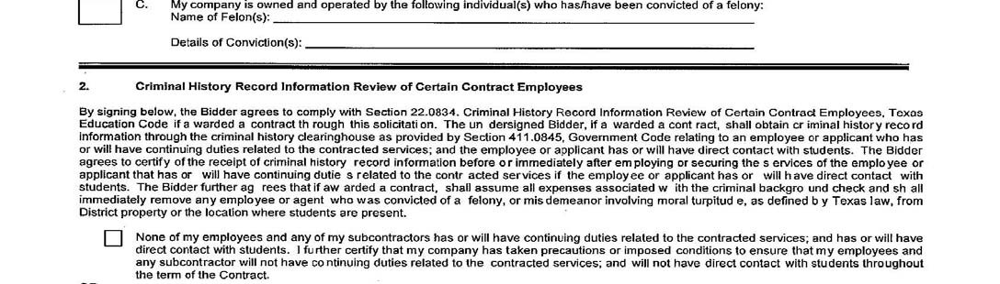 C. My company is owned and operated by the following individual(s) who has/have been convicted of a felony:
Name of Felon(s):
Details of Conviction(s):
2. Criminal History Record Information Review of Certain Contract Employees
By signing below, the Bidder agrees to comply with Section 22.0834. Criminal History Record Information Review of Certain Contract Employees, Texas
Education Code if a warded a contract th rough this solicitati on. The un dersigned Bidder, if a warded a cont ract, shall obtain cr iminal history reco rd
information through the criminal history clearinghouse as provided by Section 411.0845, Government Code relating to an employee or applicant who has
or will have continuing duties related to the contracted services; and the employee or applicant has or will have direct contact with students. The Bidder
agrees to certify of the receipt of criminal history record information before o r immediately after em ploying or securing the s ervices of the emplo yee or
applicant that has or will have continuing dutie s related to the contr acted services if the employ ee or applicant has or will h ave direct contact with
students. The Bidder further ag rees that if aw arded a contract, shall assume all expenses associated w ith the criminal backgro und check and sh all
immediately remove any employee or agent who was convicted of a felony, or mis demeanor involving moral turpitud e, as defined b y Texas law, from
District property or the location where students are present.
None of my employees and any of my subcontractors has or will have continuing duties related to the contracted services; and has or will have
direct contact with students. I further certify that my company has taken precautions or imposed conditions to ensure that my employees and
any subcontractor will not have co ntinuing duties related to the contracted services; and will not have direct contact with students throughout
the term of the Contract.